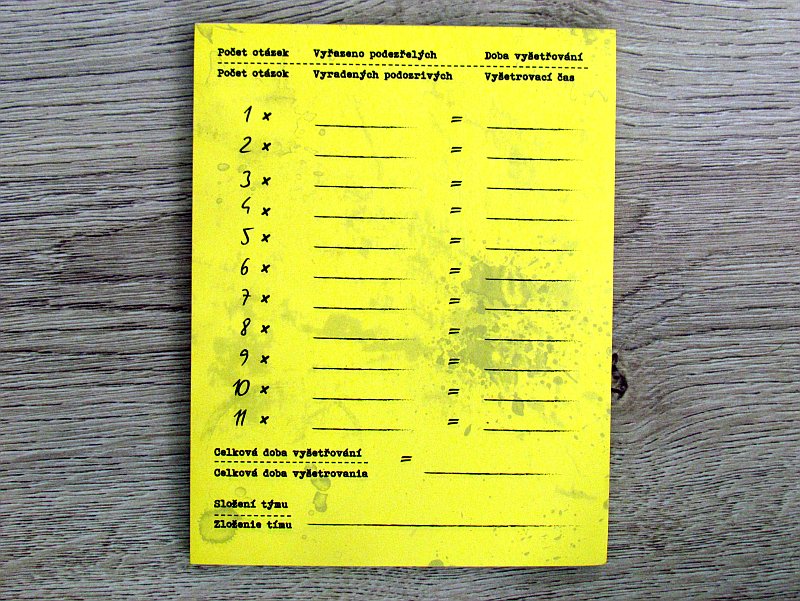 Počet otázek Vyřazeno podezřelých Doba vyšetřování
Počet otázok Vyradených podozrivých Vyšetrovací čas
1 × =
2 × =
3 × =
4 × =
5 × =
6 × =
7 × =
8 × =
9 × =
10 × =
11 × =
Celková doba vyšetřování
=
Celková doba vyšetrovania
Složení týmu
Zloženie tímu